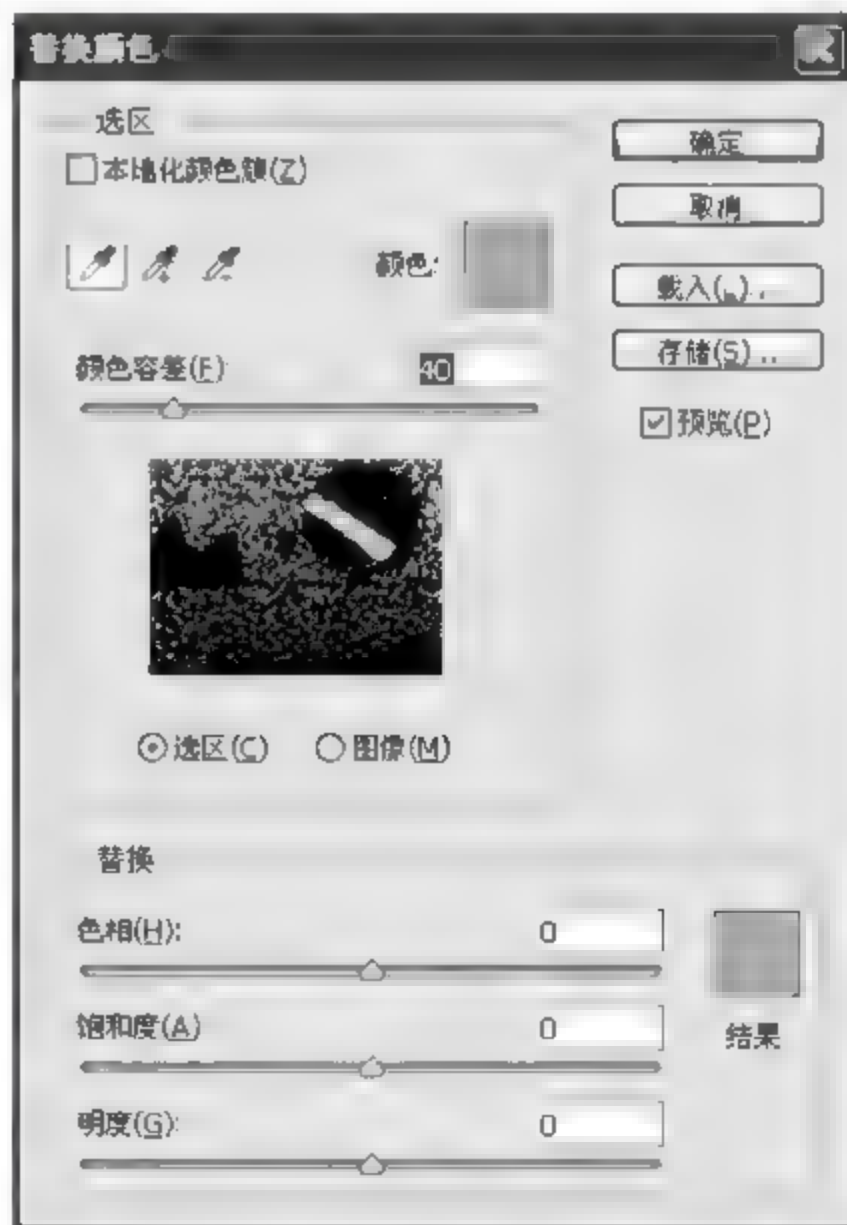 替换颜色
选区
本地化颜色簇(Z)
颜色:
颜色容差(F)
40
选区(C)
图像(M)
确定
取消
载入(L)...
存储(S)...
预览(P)
替换
色相(H):
0
饱和度(A)
0
明度(G):
0
结果